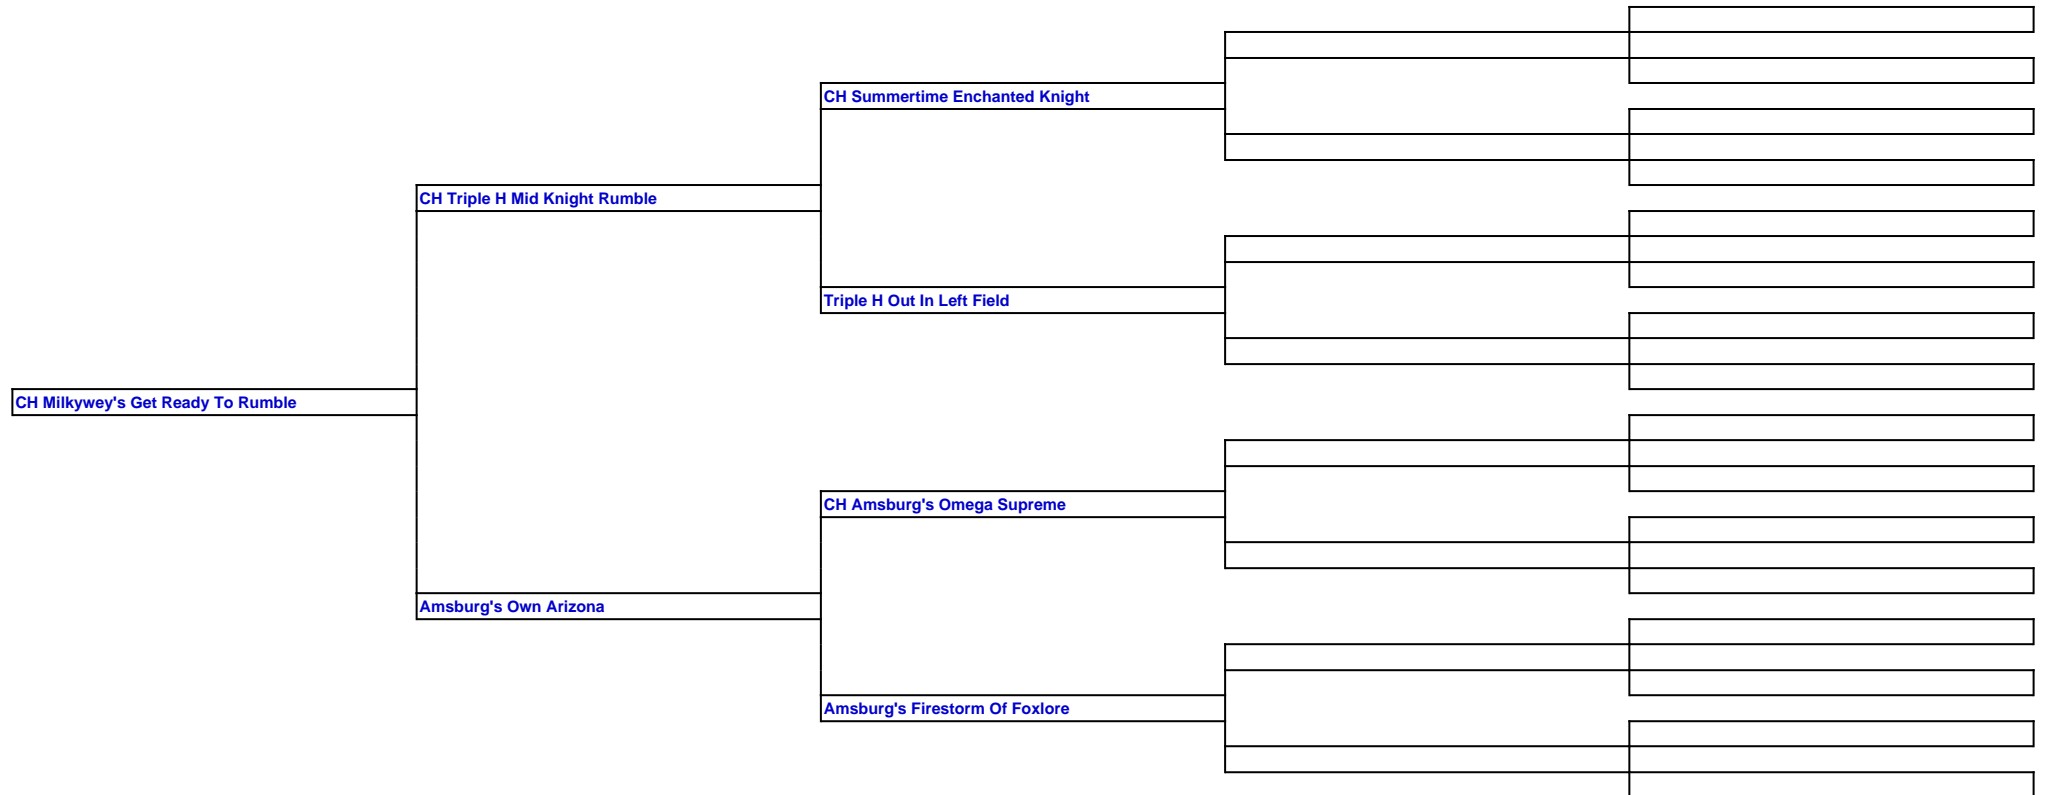 CH Summertime Enchanted Knight
CH Triple H Mid Knight Rumble
Triple H Out In Left Field
CH Milkywey's Get Ready To Rumble
CH Amsburg's Omega Supreme
Amsburg's Own Arizona
Amsburg's Firestorm Of Foxlore